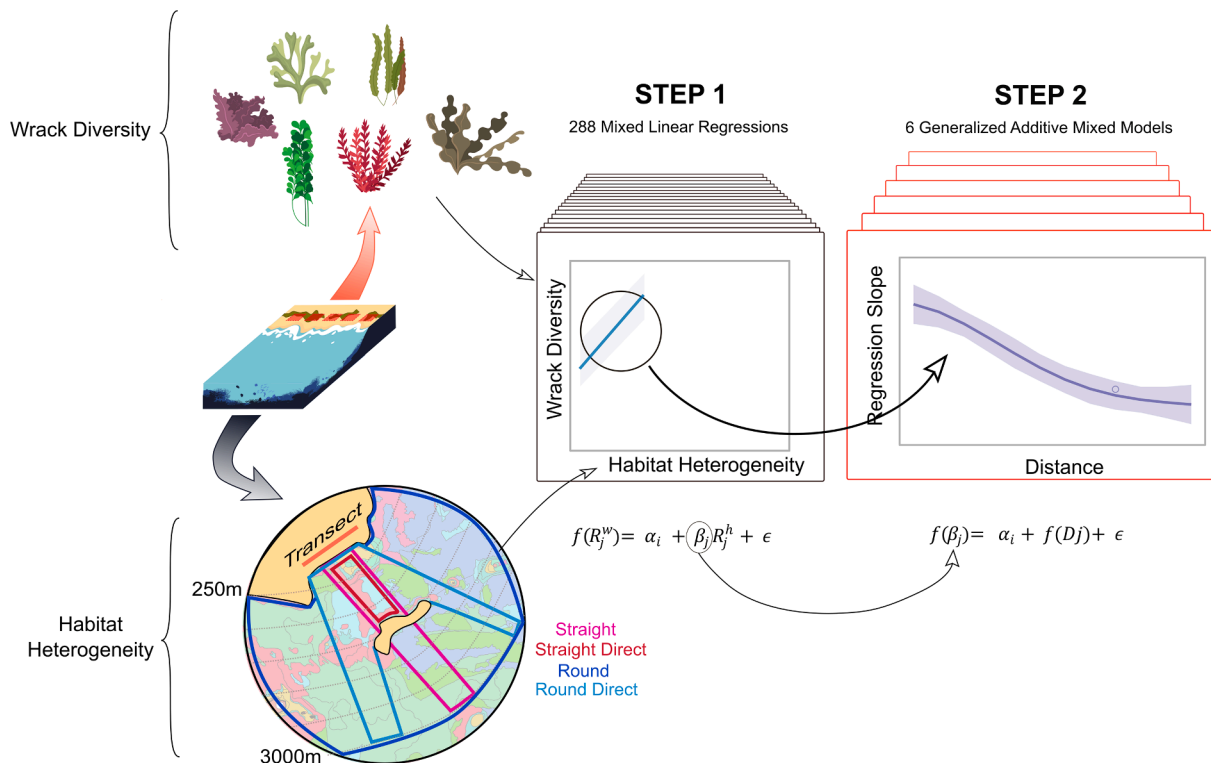 Wrack Diversity
STEP 1
288 Mixed Linear Regressions
STEP 2
6 Generalized Additive Mixed Models
Wrack Diversity
Habitat Heterogeneity
Regression Slope
Distance
Transect
250m
3000m
Habitat
Heterogeneity
Straight
Straight Direct
Round
Round Direct
f(R_j^w)= α_i +β_jR_j^h + ϵ
f(β_j)= α_i + f(Dj)+ ϵ